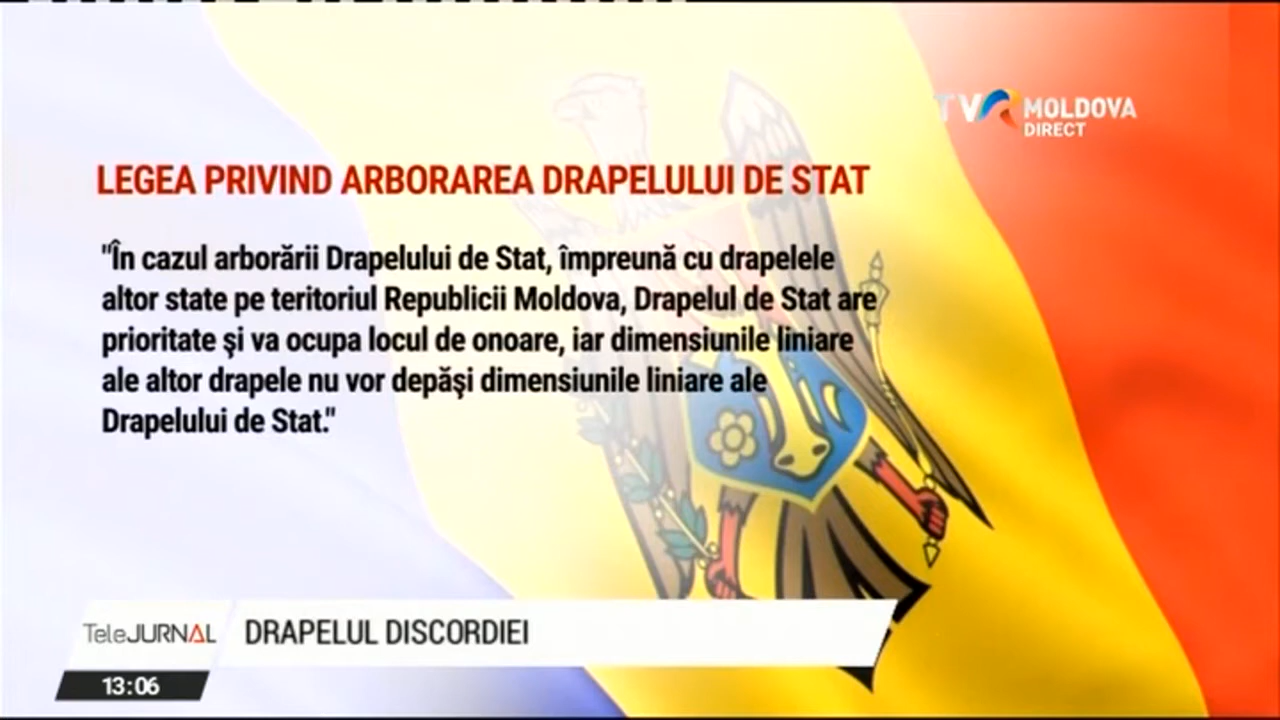 TVR MOLDOVA
DIRECT
LEGEA PRIVIND ARBORAREA DRAPELULUI DE STAT
"În cazul arborării Drapelului de Stat, împreună cu drapelele
altor state pe teritoriul Republicii Moldova, Drapelul de Stat are
prioritate şi va ocupa locul de onoare, iar dimensiunile liniare
ale altor drapele nu vor depăşi dimensiunile liniare ale
Drapelului de Stat."
TeleJURNAL
DRAPELUL DISCORDIEI
13:06